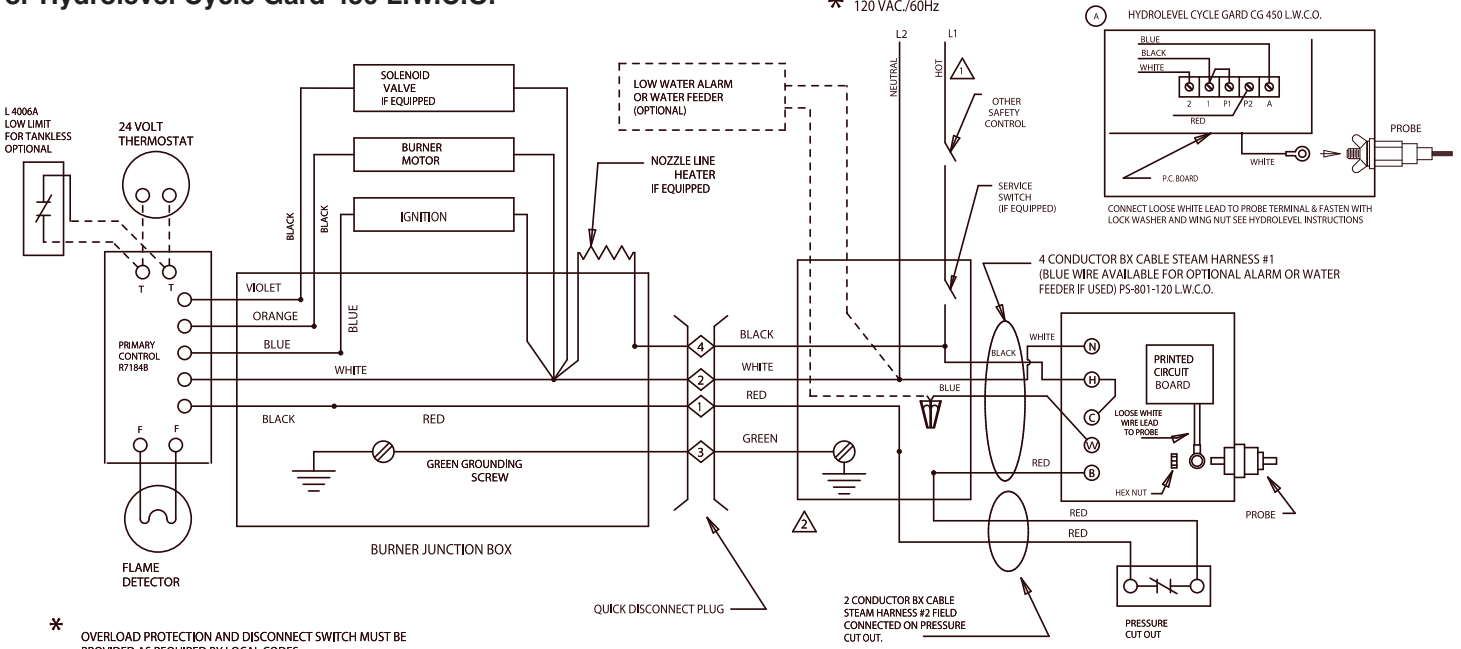 or Hydrolevel Cycle Gard 450 L.W.C.O.
* 120 VAC./60Hz
L2
L1
NEUTRAL
HOT
1
OTHER
SAFETY
CONTROL
SERVICE
SWITCH
(IF EQUIPPED)
A
HYDROLEVEL CYCLE GARD CG 450 L.W.C.O.
BLUE
BLACK
WHITE
2 1 P1 P2 A
RED
WHITE
PROBE
P.C. BOARD
CONNECT LOOSE WHITE LEAD TO PROBE TERMINAL & FASTEN WITH
LOCK WASHER AND WING NUT SEE HYDROLEVEL INSTRUCTIONS
L 4006A
LOW LIMIT
FOR TANKLESS
OPTIONAL
24 VOLT
THERMOSTAT
SOLENOID
VALVE
IF EQUIPPED
BURNER
MOTOR
IGNITION
LOW WATER ALARM
OR WATER FEEDER
(OPTIONAL)
NOZZLE LINE
HEATER
IF EQUIPPED
BLACK
BLACK
BLUE
T T
VIOLET
ORANGE
BLUE
WHITE
BLACK
RED
PRIMARY
CONTROL
R7184B
F F
FLAME
DETECTOR
GREEN GROUNDING
SCREW
BURNER JUNCTION BOX
4
2
1
3
BLACK
WHITE
RED
GREEN
QUICK DISCONNECT PLUG
2
4 CONDUCTOR BX CABLE STEAM HARNESS #1
(BLUE WIRE AVAILABLE FOR OPTIONAL ALARM OR WATER
FEEDER IF USED) PS-801-120 L.W.C.O.
WHITE
BLACK
BLUE
RED
N
H
C
W
B
PRINTED
CIRCUIT
BOARD
LOOSE WHITE
WIRE LEAD
TO PROBE
HEX NUT
PROBE
RED
RED
2 CONDUCTOR BX CABLE
STEAM HARNESS #2 FIELD
CONNECTED ON PRESSURE
CUT OUT.
PRESSURE
CUT OUT
* OVERLOAD PROTECTION AND DISCONNECT SWITCH MUST BE
PROVIDED AS REQUIRED BY LOCAL CODES